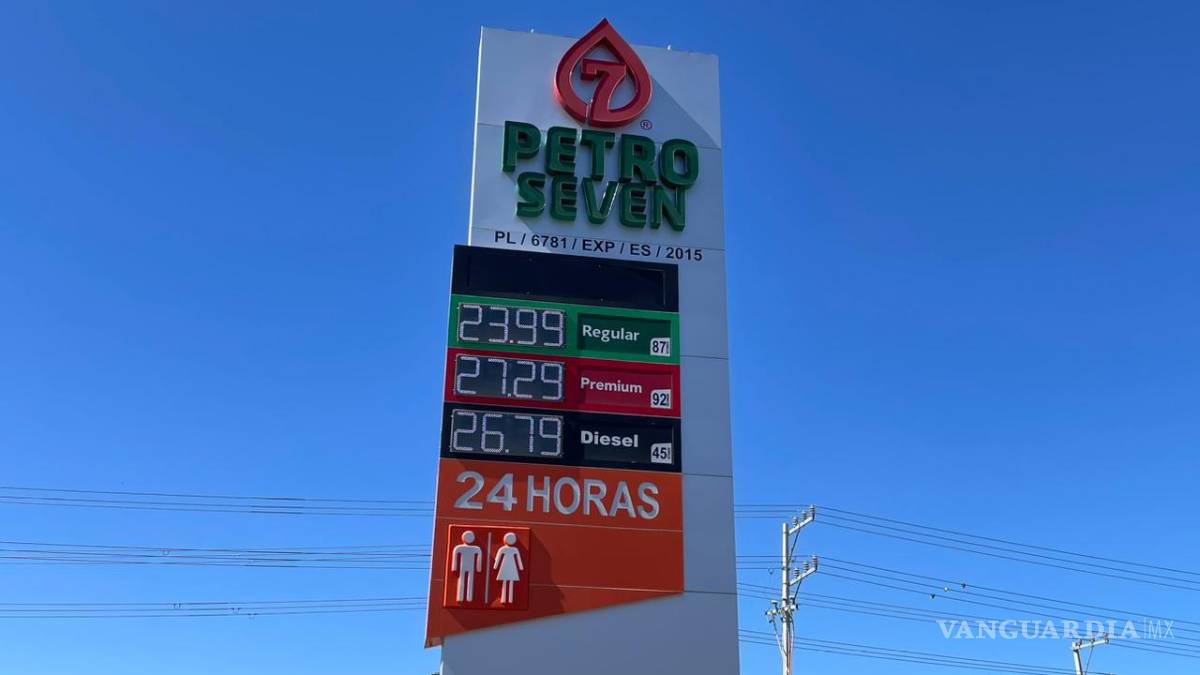 7
®
PETRO
SEVEN
PL / 6781 / EXP / ES / 2015
23.99 Regular 87
27.29 Premium 92
26.79 Diesel 45
24 HORAS
VANGUARDIA|MX